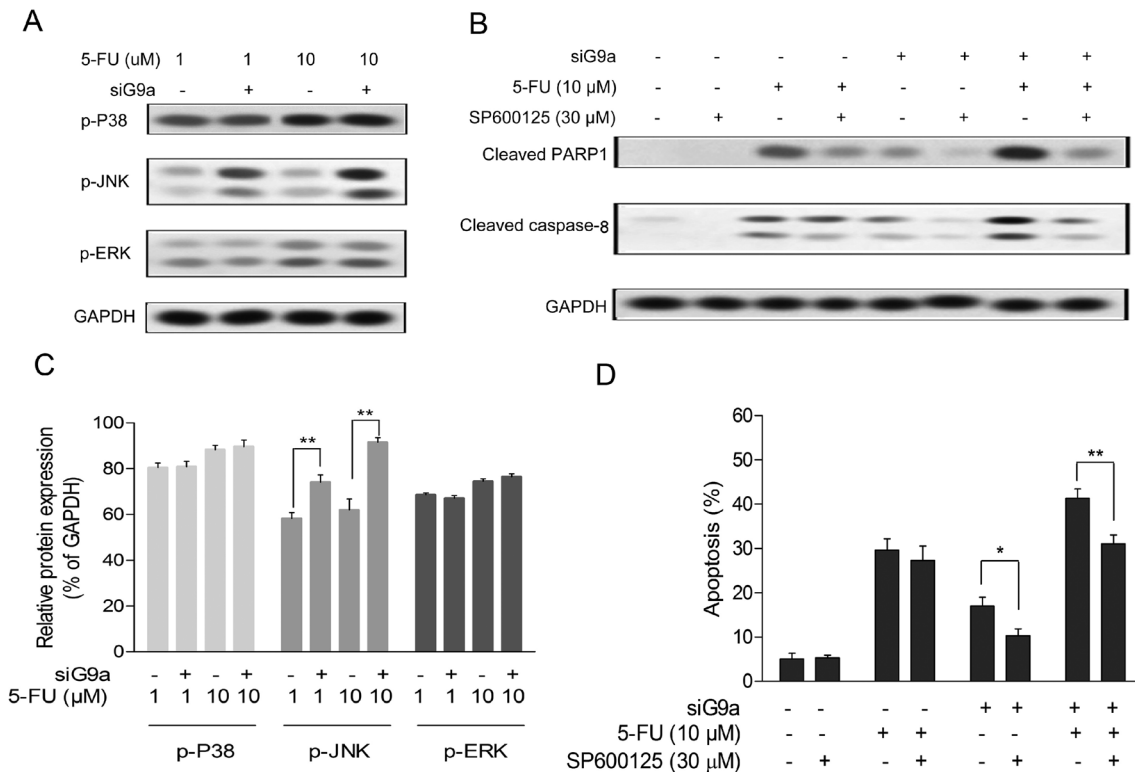 A
5-FU (uM) 1 1 10 10
siG9a - + - +
p-P38
p-JNK
p-ERK
GAPDH
B
siG9a - - - - + + + +
5-FU (10 μM) - - + + - - + +
SP600125 (30 μM) - + - + - + - +
Cleaved PARP1
Cleaved caspase-8
GAPDH
C
Relative protein expression
(% of GAPDH)
100
80
60
40
20
0
** **
siG9a - + - + - + - + - + - +
5-FU (μM) 1 1 10 10 1 1 10 10 1 1 10 10
p-P38 p-JNK p-ERK
D
Apoptosis (%)
60
50
40
30
20
10
0
* **
siG9a - - - - + + + +
5-FU (10 μM) - - + + - - + +
SP600125 (30 μM) - + - + - + - +